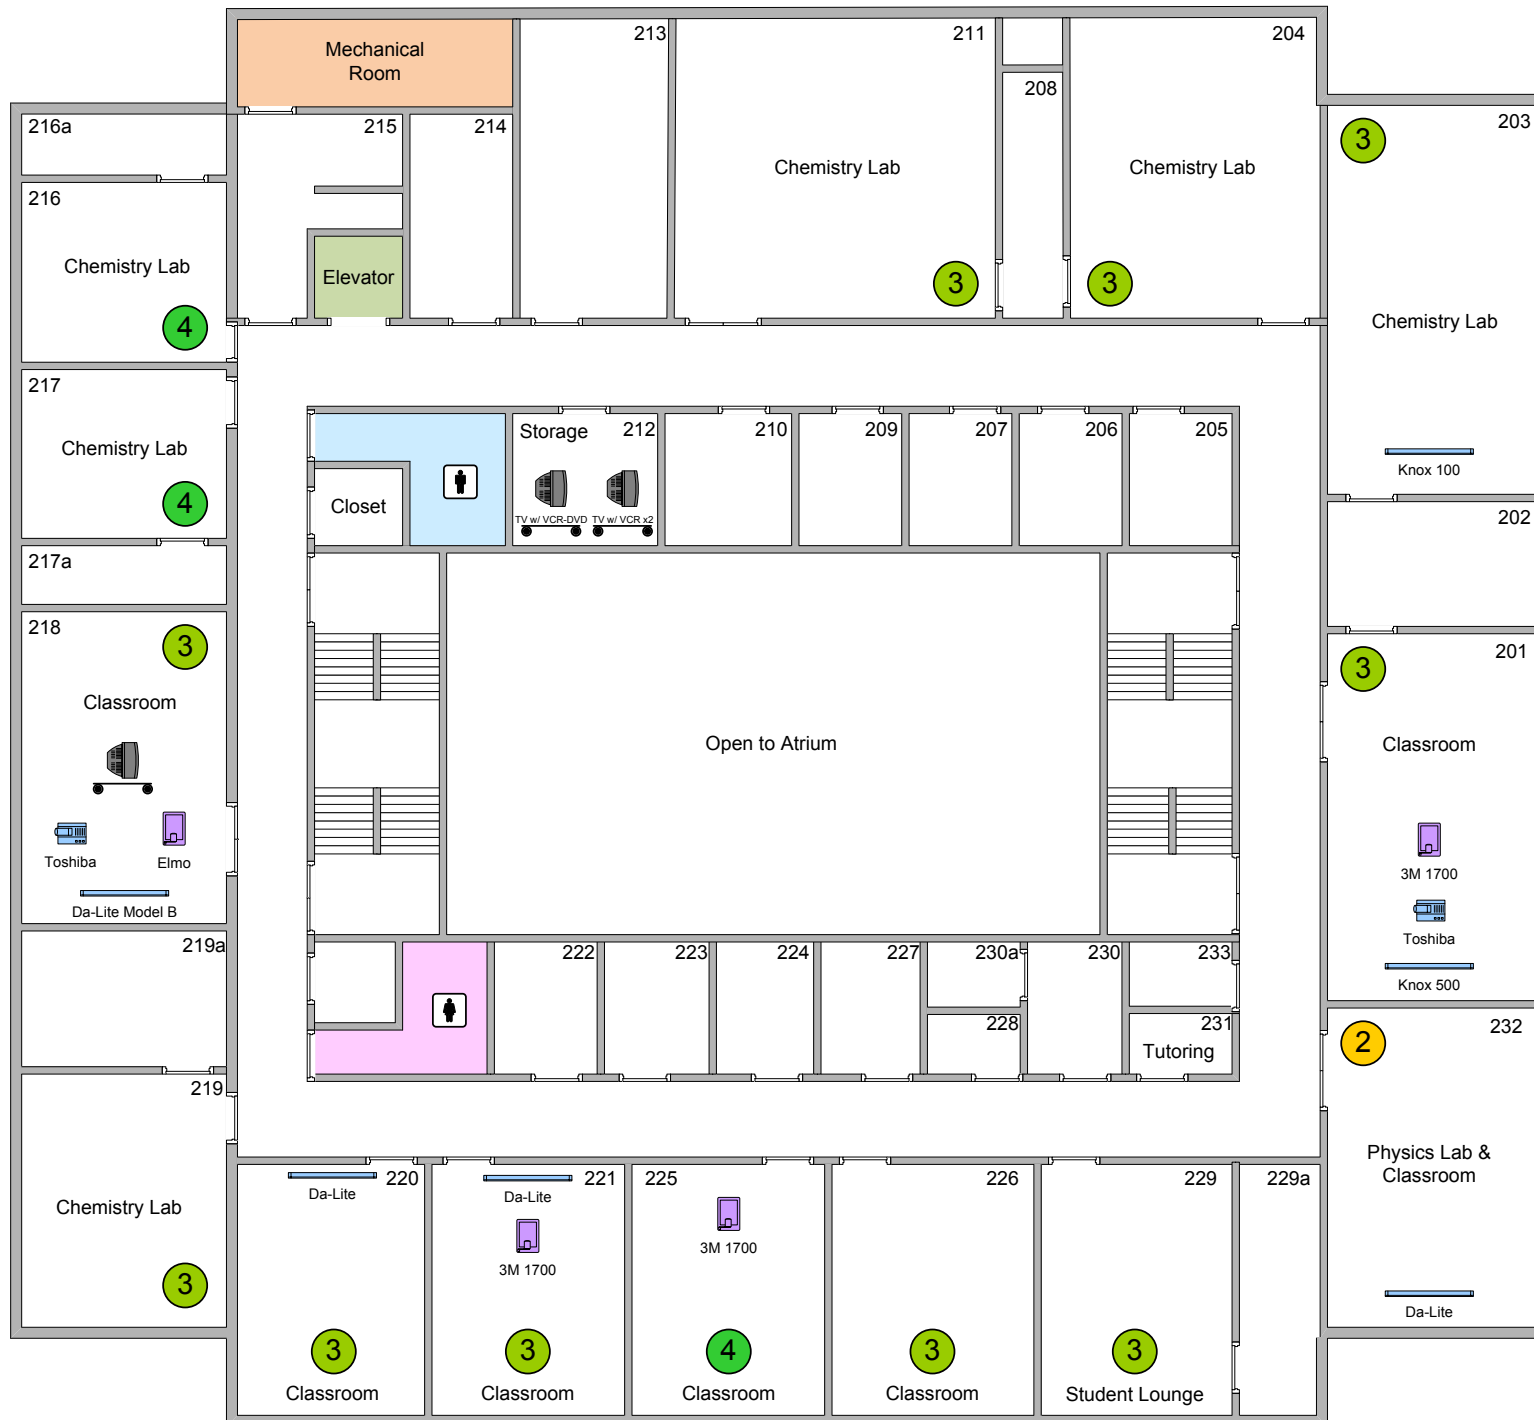 Mechanical
Room
213
211
204
208
216a
215
214
3
203
Chemistry Lab
Chemistry Lab
216
Chemistry Lab
Elevator
3
3
4
Chemistry Lab
217
Chemistry Lab
4
Storage
212
210
209
207
206
205
Closet
TV w/ VCR-DVD
TV w/ VCR x2
Knox 100
202
217a
218
3
Classroom
Toshiba
Elmo
Da-Lite Model B
Open to Atrium
201
3
Classroom
3M 1700
Toshiba
Knox 500
219a
222
223
224
227
230a
230
233
228
231
Tutoring
2
232
219
Chemistry Lab
3
Physics Lab &
Classroom
Da-Lite
220
Da-Lite
3
Classroom
221
Da-Lite
3M 1700
3
Classroom
225
3M 1700
4
Classroom
226
3
Classroom
229
3
Student Lounge
229a